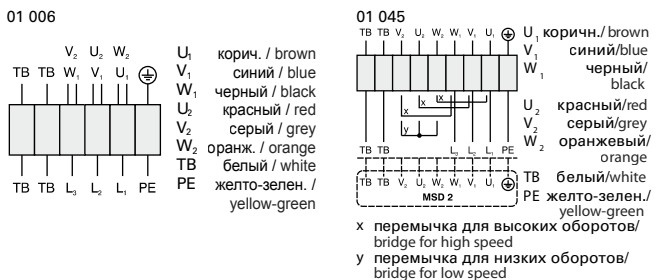 01 006
V₂ U₂ W₂
TB TB W₁ V₁ U₁
TB TB L₃ L₂ L₁ PE
U₁ корич. / brown
V₁ синий / blue
W₁ черный / black
U₂ красный / red
V₂ серый / grey
W₂ оранж. / orange
TB белый / white
PE желто-зелен. /
yellow-green
01 045
TB TB V₂ U₂ W₂ W₁ V₁ U₁
x
x
y
TB TB L₃ L₂ L₁ PE
TB TB V₂ U₂ W₂ W₁ V₁ U₁
MSD 2
U₁ коричн./brown
V₁ синий/blue
W₁ черный/
black
U₂ красный/red
V₂ серый/grey
W₂ оранжевый/
orange
TB белый/white
PE желто-зелен./
yellow-green
x перемычка для высоких оборотов/
bridge for high speed
y перемычка для низких оборотов/
bridge for low speed